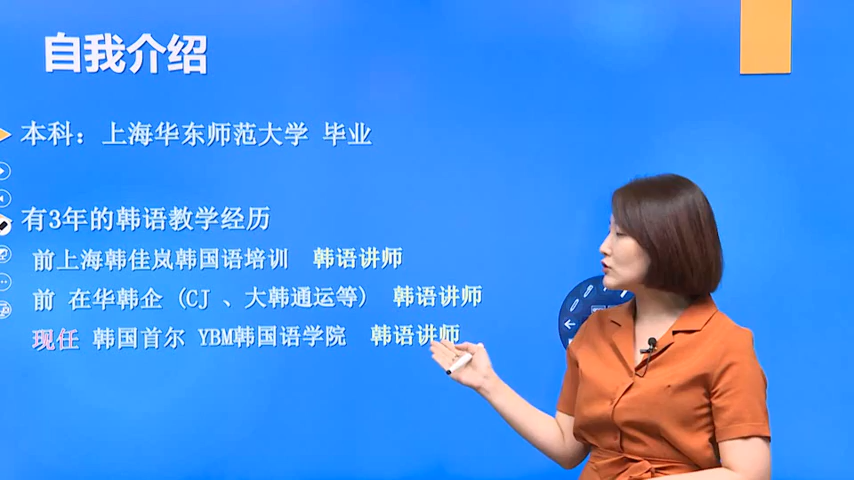 自我介绍
本科：上海华东师范大学 毕业
有3年的韩语教学经历
前上海韩佳岚韩国语培训 韩语讲师
前 在华韩企 (CJ 、大韩通运等) 韩语讲师
现任 韩国首尔 YBM韩国语学院 韩语讲师